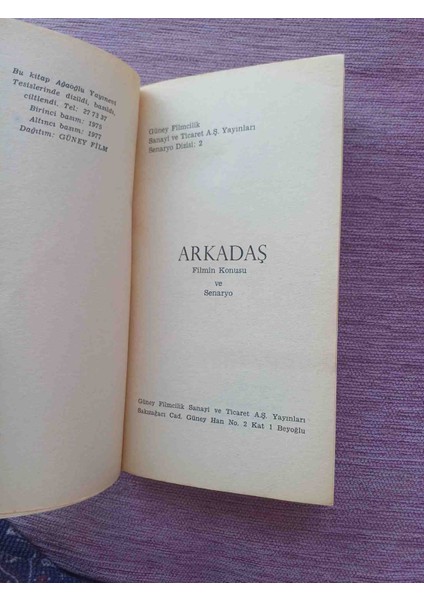 Bu kitap Ağaoğlu Yayınevi
Tesislerinde dizildi, basıldı,
ciltlendi. Tel: 27 73 37
Birinci basım: 1975
Altıncı basım: 1977
Dağıtım: GÜNEY FİLM
Güney Filmcilik
Sanayi ve Ticaret A.Ş. Yayınları
Senaryo Dizisi: 2
ARKADAŞ
Filmin Konusu
ve
Senaryo
Güney Filmcilik Sanayi ve Ticaret A.Ş. Yayınları
Sakızağacı Cad. Güney Han No. 2 Kat 1 Beyoğlu